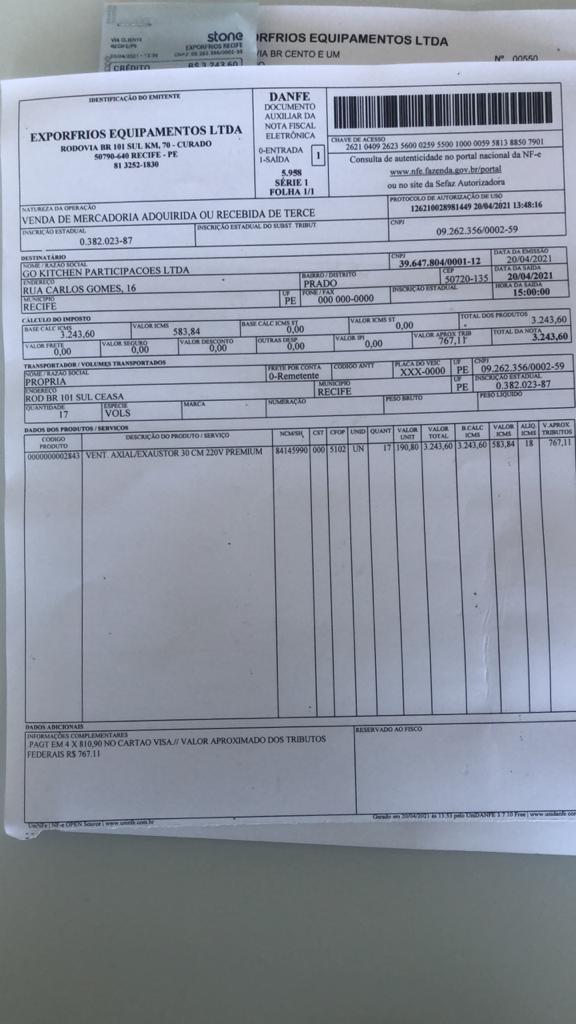 VIA CLIENTE
stone
RECIFE/PE
EXPORFRIOS RECIFE
CRÉDITO R$ 3.243,60
ORFRIOS EQUIPAMENTOS LTDA
VIA BR CENTO E UM
Nº 00550
IDENTIFICAÇÃO DO EMITENTE
EXPORFRIOS EQUIPAMENTOS LTDA
RODOVIA BR 101 SUL KM, 70 - CURADO
50790-640 RECIFE - PE
81 3252-1830
DANFE
DOCUMENTO
AUXILIAR DA
NOTA FISCAL
ELETRÔNICA
0-ENTRADA
1-SAÍDA
1
5.958
SÉRIE 1
FOLHA 1/1
CHAVE DE ACESSO
2621 0409 2623 5600 0259 5500 1000 0059 5813 8850 7901
Consulta de autenticidade no portal nacional da NF-e
www.nfe.fazenda.gov.br/portal
ou no site da Sefaz Autorizadora
NATUREZA DA OPERAÇÃO
VENDA DE MERCADORIA ADQUIRIDA OU RECEBIDA DE TERCE
PROTOCOLO DE AUTORIZAÇÃO DE USO
126210028981449 20/04/2021 13:48:16
INSCRIÇÃO ESTADUAL
0.382.023-87
INSCRIÇÃO ESTADUAL DO SUBST. TRIBUT.
CNPJ
09.262.356/0002-59
DESTINATÁRIO
NOME / RAZÃO SOCIAL
GO KITCHEN PARTICIPACOES LTDA
CNPJ
39.647.804/0001-12
DATA DA EMISSÃO
20/04/2021
ENDEREÇO
RUA CARLOS GOMES, 16
BAIRRO / DISTRITO
PRADO
CEP
50720-135
DATA DA SAÍDA
20/04/2021
MUNICÍPIO
RECIFE
UF
PE
FONE / FAX
000 000-0000
INSCRIÇÃO ESTADUAL
HORA DA SAÍDA
15:00:00
CÁLCULO DO IMPOSTO
BASE CALC ICMS
3.243,60
VALOR ICMS
583,84
BASE CALC ICMS ST
0,00
VALOR ICMS ST
0,00
TOTAL DOS PRODUTOS
3.243,60
VALOR FRETE
0,00
VALOR SEGURO
0,00
VALOR DESCONTO
0,00
OUTRAS DESP
0,00
VALOR IPI
0,00
VALOR APROX TRIB
767,11
TOTAL DA NOTA
3.243,60
TRANSPORTADOR / VOLUMES TRANSPORTADOS
NOME / RAZÃO SOCIAL
PROPRIA
FRETE POR CONTA
0-Remetente
CÓDIGO ANTT
PLACA DO VEIC
XXX-0000
UF
PE
CNPJ
09.262.356/0002-59
ENDEREÇO
ROD BR 101 SUL CEASA
MUNICÍPIO
RECIFE
UF
PE
INSCRIÇÃO ESTADUAL
0.382.023-87
QUANTIDADE
17
ESPÉCIE
VOLS
MARCA
NUMERAÇÃO
PESO BRUTO
PESO LÍQUIDO
DADOS DOS PRODUTOS / SERVIÇOS
CÓDIGO PRODUTO DESCRIÇÃO DO PRODUTO / SERVIÇO NCM/SH CST CFOP UNID QUANT VALOR UNIT VALOR TOTAL B.CALC ICMS VALOR ICMS ALIQ. ICMS V.APROX TRIBUTOS
0000000002843 VENT. AXIAL/EXAUSTOR 30 CM 220V PREMIUM 84145990 000 5102 UN 17 190,80 3.243,60 3.243,60 583,84 18 767,11
DADOS ADICIONAIS
INFORMAÇÕES COMPLEMENTARES
PAGT EM 4 X 810,90 NO CARTAO VISA.// VALOR APROXIMADO DOS TRIBUTOS
FEDERAIS R$ 767.11
RESERVADO AO FISCO
UniNFe | NF-e OPEN Source | www.uninfe.com.br
Gerado em 20/04/2021 às 13:53 pelo UniDANFE 3.7.10 Free | www.unidanfe.com